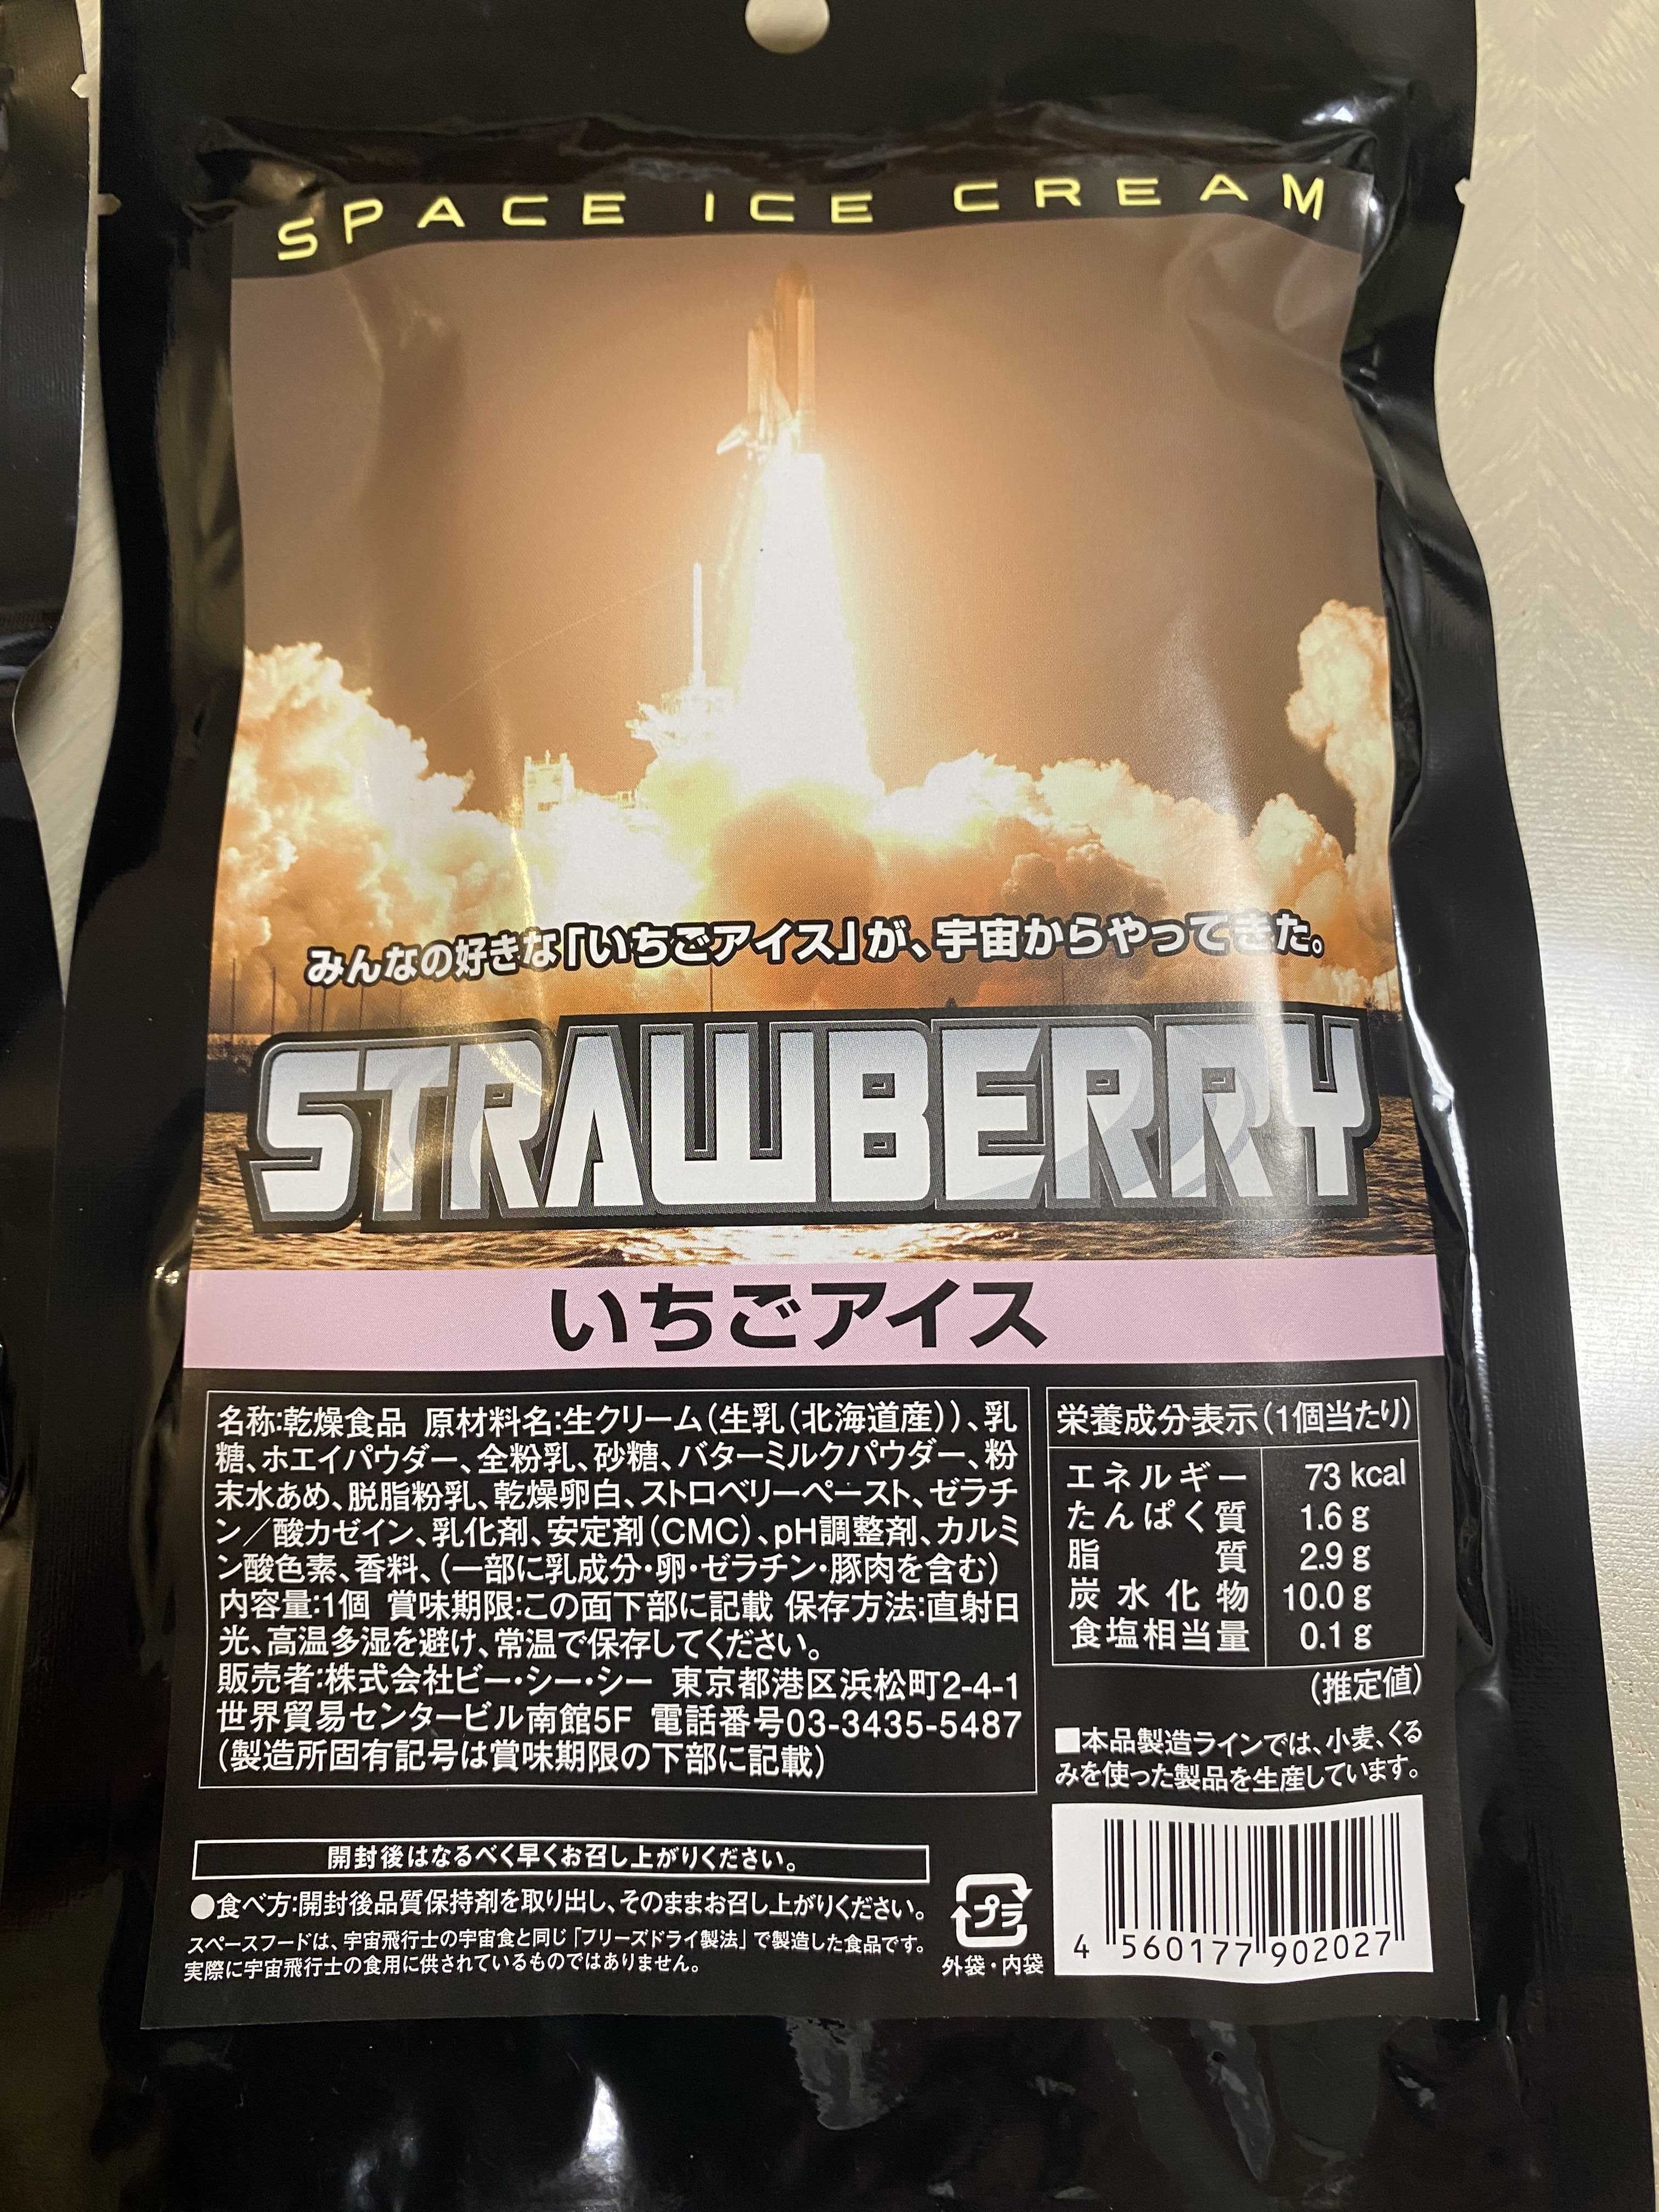 SPACE ICE CREAM
みんなの好きな「いちごアイス」が、宇宙からやってきた。
STRAWBERRY
いちごアイス
名称:乾燥食品 原材料名:生クリーム(生乳(北海道産))、乳
糖、ホエイパウダー、全粉乳、砂糖、バターミルクパウダー、粉
末水あめ、脱脂粉乳、乾燥卵白、ストロベリーペースト、ゼラチ
ン／酸カゼイン、乳化剤、安定剤(CMC)、pH調整剤、カルミ
ン酸色素、香料、(一部に乳成分・卵・ゼラチン・豚肉を含む)
内容量:1個 賞味期限:この面下部に記載 保存方法:直射日
光、高温多湿を避け、常温で保存してください。
販売者:株式会社ビー・シー・シー 東京都港区浜松町2-4-1
世界貿易センタービル南館5F 電話番号03-3435-5487
(製造所固有記号は賞味期限の下部に記載)
栄養成分表示(1個当たり)
エネルギー 73 kcal
たんぱく質 1.6 g
脂質 2.9 g
炭水化物 10.0 g
食塩相当量 0.1 g
(推定値)
■本品製造ラインでは、小麦、くる
みを使った製品を生産しています。
開封後はなるべく早くお召し上がりください。
●食べ方:開封後品質保持剤を取り出し、そのままお召し上がりください。
スペースフードは、宇宙飛行士の宇宙食と同じ「フリーズドライ製法」で製造した食品です。
実際に宇宙飛行士の食用に供されているものではありません。
プラ
外袋・内袋
4 560177 902027